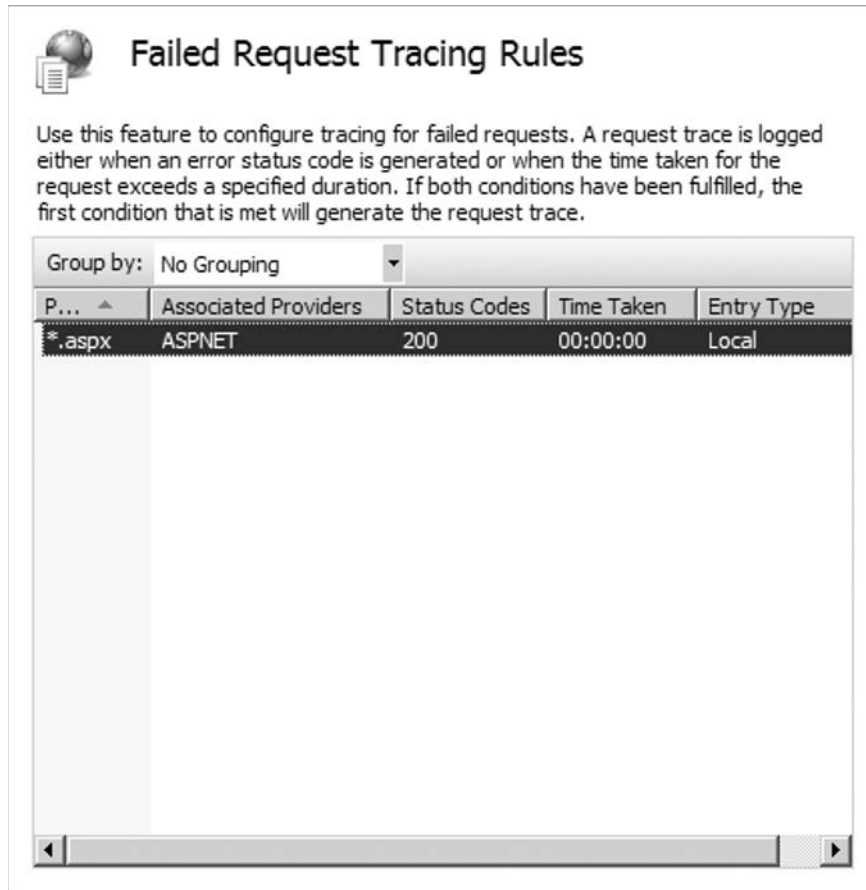 Failed Request Tracing Rules
Use this feature to configure tracing for failed requests. A request trace is logged
either when an error status code is generated or when the time taken for the
request exceeds a specified duration. If both conditions have been fulfilled, the
first condition that is met will generate the request trace.
Group by: No Grouping
P... Associated Providers Status Codes Time Taken Entry Type
*.aspx ASPNET 200 00:00:00 Local